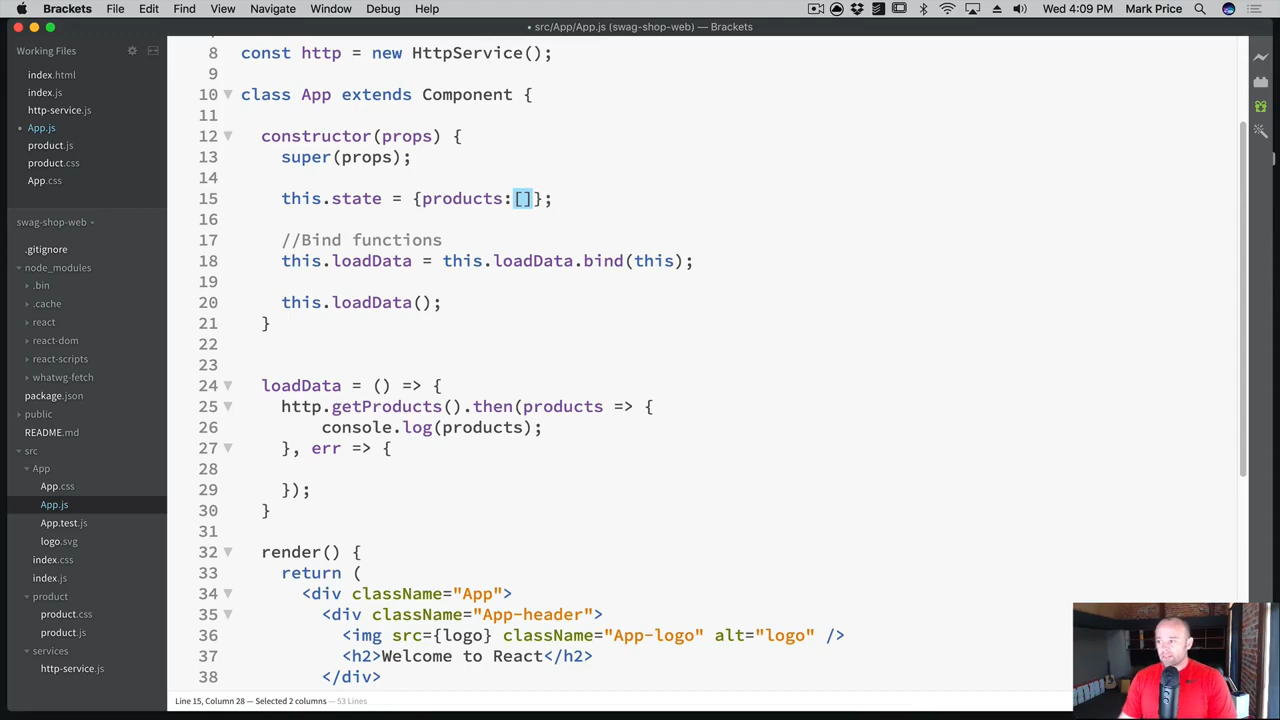 Brackets File Edit Find View Navigate Window Debug Help Wed 4:09 PM Mark Price
• src/App/App.js (swag-shop-web) — Brackets
Working Files
index.html
index.js
http-service.js
App.js
product.js
product.css
App.css
swag-shop-web
.gitignore
node_modules
.bin
.cache
react
react-dom
react-scripts
whatwg-fetch
package.json
public
README.md
src
App
App.css
App.js
App.test.js
logo.svg
index.css
index.js
product
product.css
product.js
services
http-service.js
8 const http = new HttpService();
9
10 class App extends Component {
11
12 constructor(props) {
13 super(props);
14
15 this.state = {products:[]};
16
17 //Bind functions
18 this.loadData = this.loadData.bind(this);
19
20 this.loadData();
21 }
22
23
24 loadData = () => {
25 http.getProducts().then(products => {
26 console.log(products);
27 }, err => {
28
29 });
30 }
31
32 render() {
33 return (
34 <div className="App">
35 <div className="App-header">
36 <img src={logo} className="App-logo" alt="logo" />
37 <h2>Welcome to React</h2>
38 </div>
Line 15, Column 28 — Selected 2 columns — 53 Lines